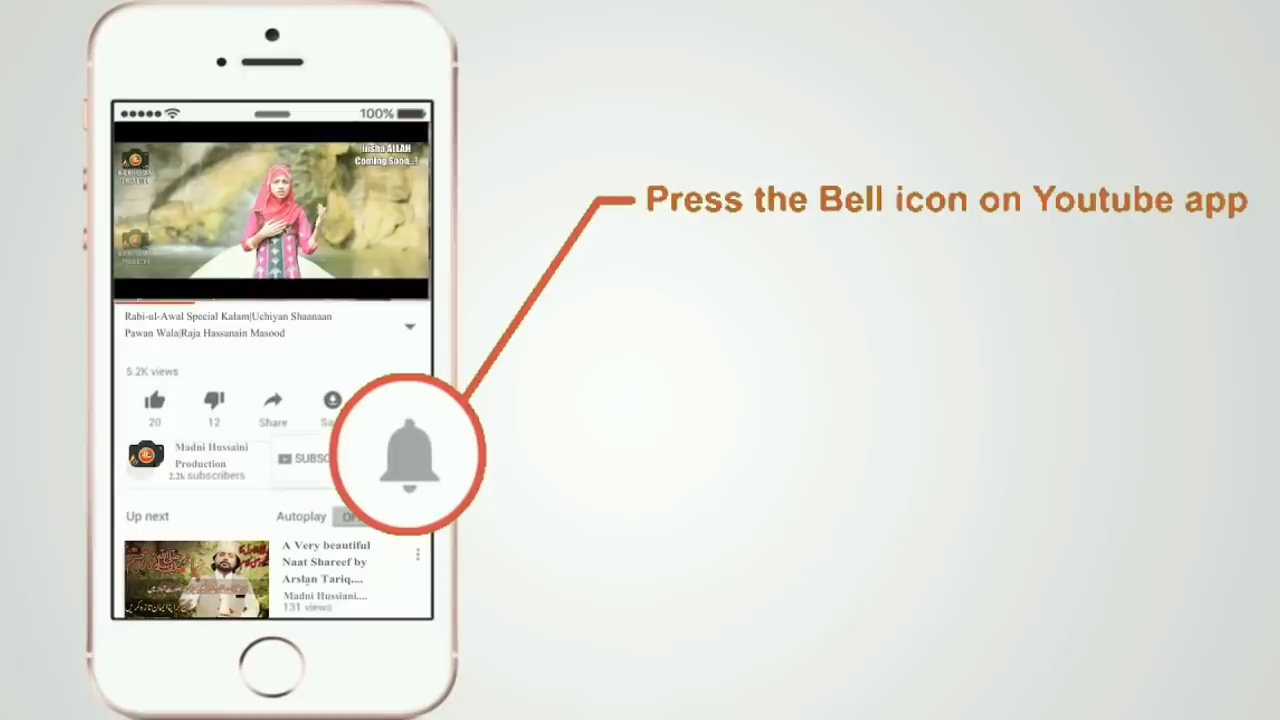 100%
Insha ALLAH
Coming Soon..!
Press the Bell icon on Youtube app
Rabi-ul-Awal Special Kalam|Uchiyan Shaanaan
Pawan Wala|Raja Hassanain Masood
5.2K views
20
12
Share
Madni Hussaini
Production
2.2k subscribers
Up next
Autoplay
A Very beautiful
Naat Shareef by
Arslan Tariq....
Madni Hussiani....
131 views